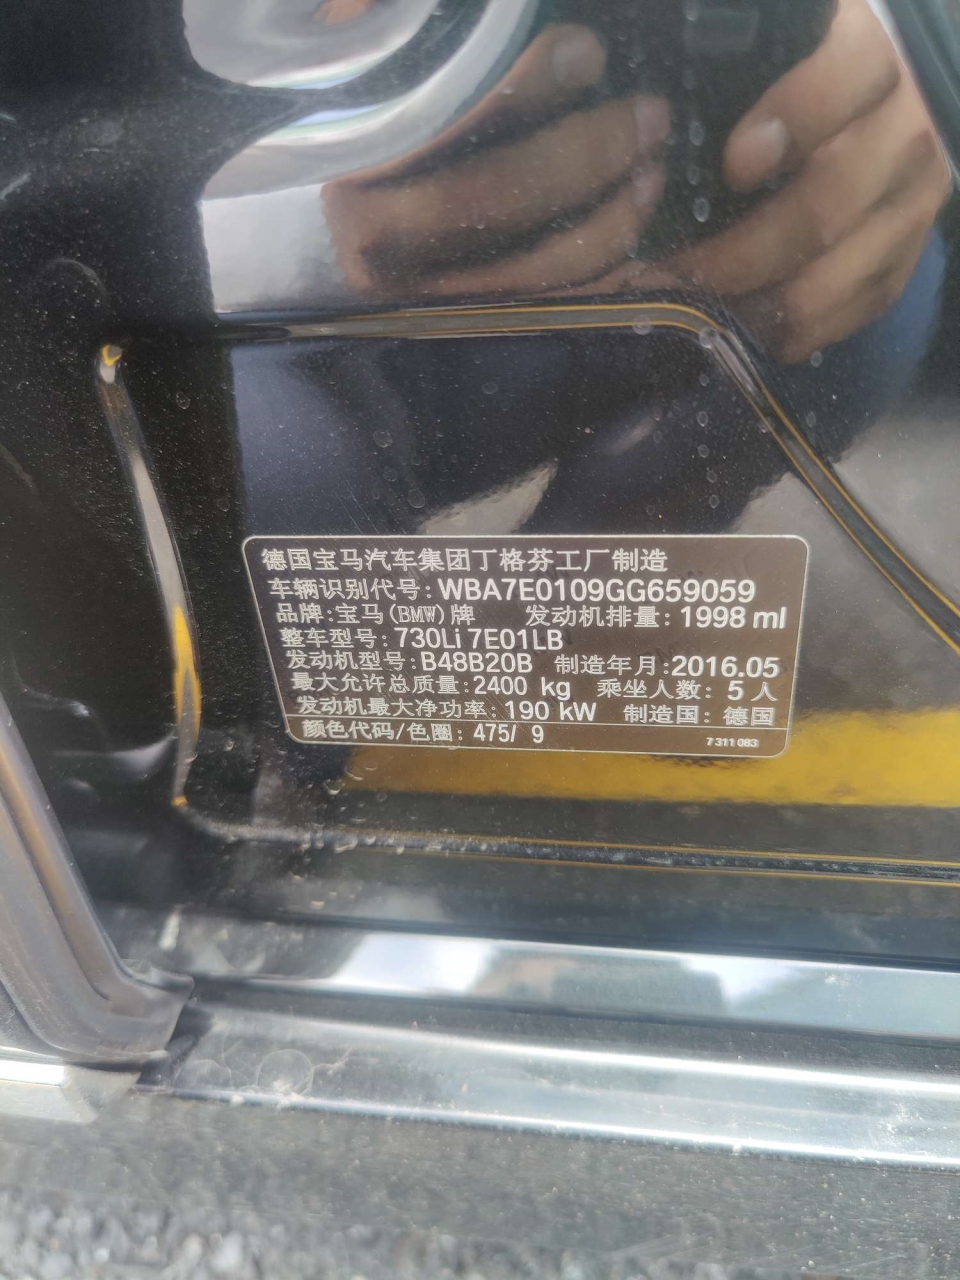 德国宝马汽车集团丁格芬工厂制造
车辆识别代号: WBA7E0109GG659059
品牌:宝马(BMW)牌 发动机排量: 1998 ml
整车型号: 730Li 7E01LB
发动机型号: B48B20B 制造年月: 2016.05
最大允许总质量: 2400 kg 乘坐人数: 5 人
发动机最大净功率: 190 kW 制造国: 德国
颜色代码/色圈: 475/ 9 7 311 083